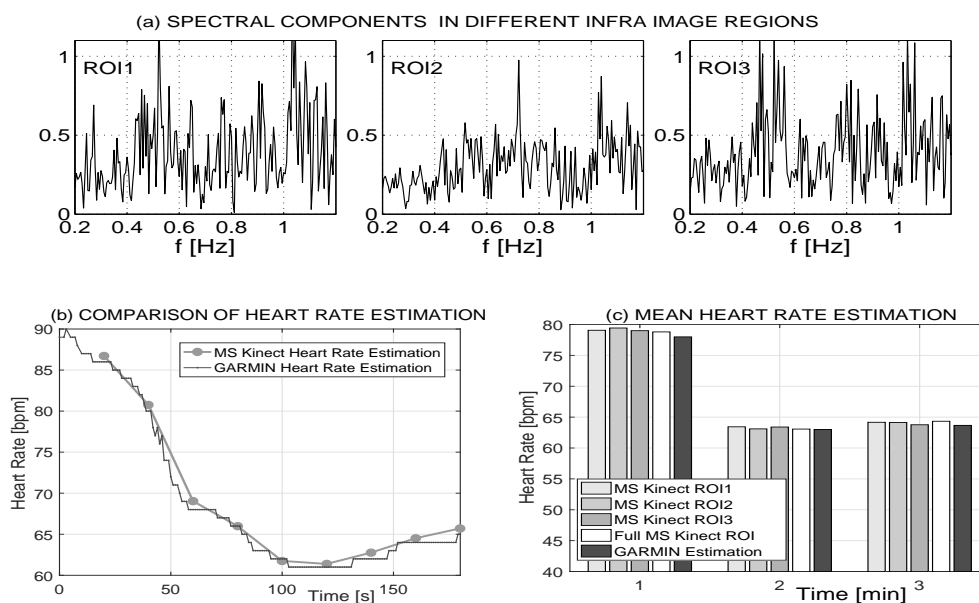 (a) SPECTRAL COMPONENTS IN DIFFERENT INFRA IMAGE REGIONS
1
0.5
0
ROI1
0.2 0.4 0.6 0.8 1
f [Hz]
1
0.5
0
ROI2
0.2 0.4 0.6 0.8 1
f [Hz]
1
0.5
0
ROI3
0.2 0.4 0.6 0.8 1
f [Hz]
(b) COMPARISON OF HEART RATE ESTIMATION
Heart Rate [bpm]
90
85
80
75
70
65
60
MS Kinect Heart Rate Estimation
GARMIN Heart Rate Estimation
0 50 100 150
Time [s]
(c) MEAN HEART RATE ESTIMATION
Heart Rate [bpm]
80
75
70
65
60
55
50
45
40
MS Kinect ROI1
MS Kinect ROI2
MS Kinect ROI3
Full MS Kinect ROI
GARMIN Estimation
1 2 3
Time [min]